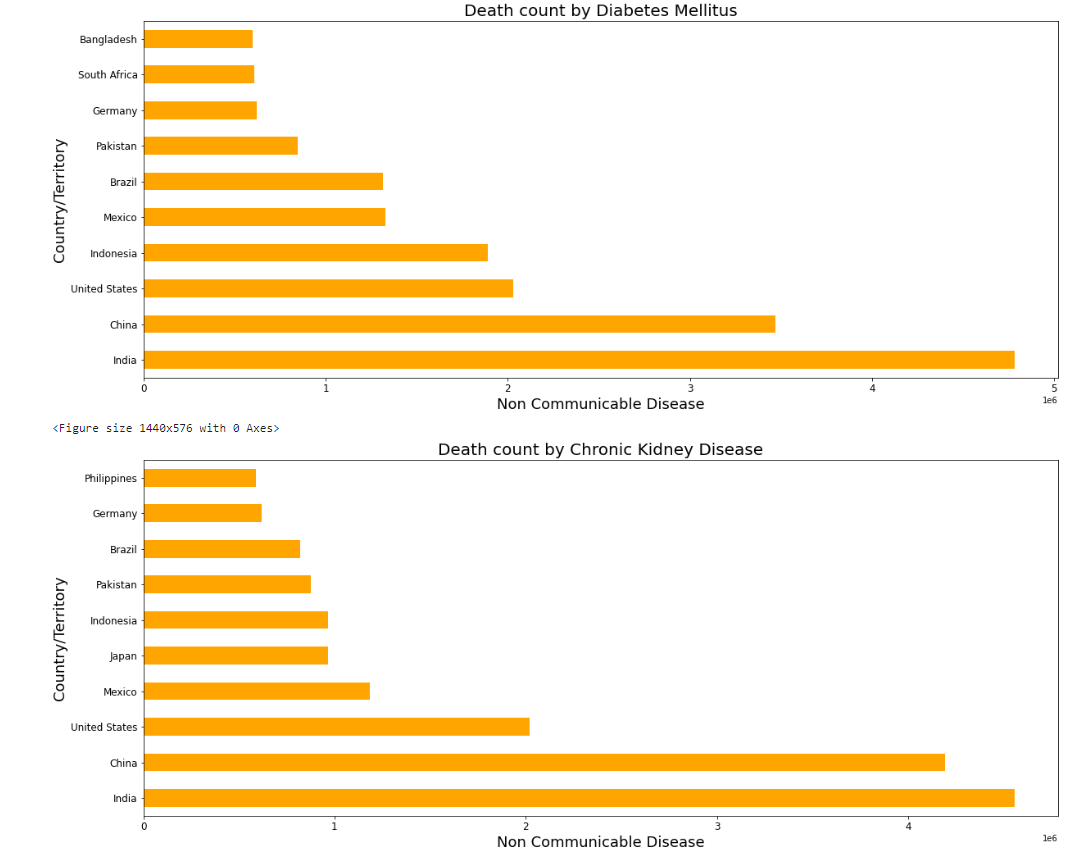 Death count by Diabetes Mellitus
Country/Territory
Bangladesh
South Africa
Germany
Pakistan
Brazil
Mexico
Indonesia
United States
China
India
0 1 2 3 4 5
1e6
Non Communicable Disease
<Figure size 1440x576 with 0 Axes>
Death count by Chronic Kidney Disease
Country/Territory
Philippines
Germany
Brazil
Pakistan
Indonesia
Japan
Mexico
United States
China
India
0 1 2 3 4
1e6
Non Communicable Disease